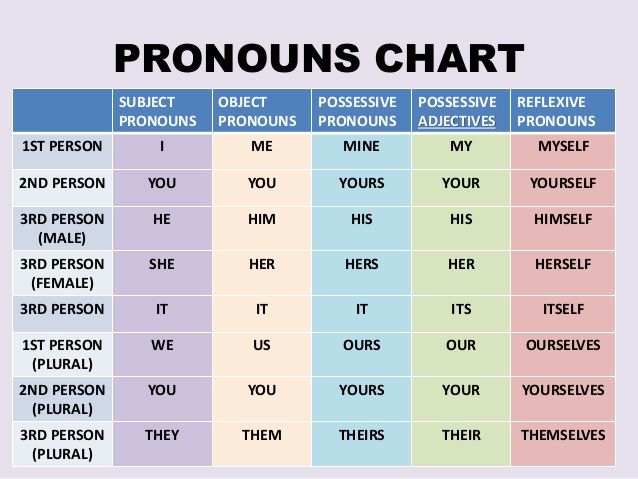 PRONOUNS CHART
SUBJECT PRONOUNS OBJECT PRONOUNS POSSESSIVE PRONOUNS POSSESSIVE ADJECTIVES REFLEXIVE PRONOUNS
1ST PERSON I ME MINE MY MYSELF
2ND PERSON YOU YOU YOURS YOUR YOURSELF
3RD PERSON (MALE) HE HIM HIS HIS HIMSELF
3RD PERSON (FEMALE) SHE HER HERS HER HERSELF
3RD PERSON IT IT IT ITS ITSELF
1ST PERSON (PLURAL) WE US OURS OUR OURSELVES
2ND PERSON (PLURAL) YOU YOU YOURS YOUR YOURSELVES
3RD PERSON (PLURAL) THEY THEM THEIRS THEIR THEMSELVES